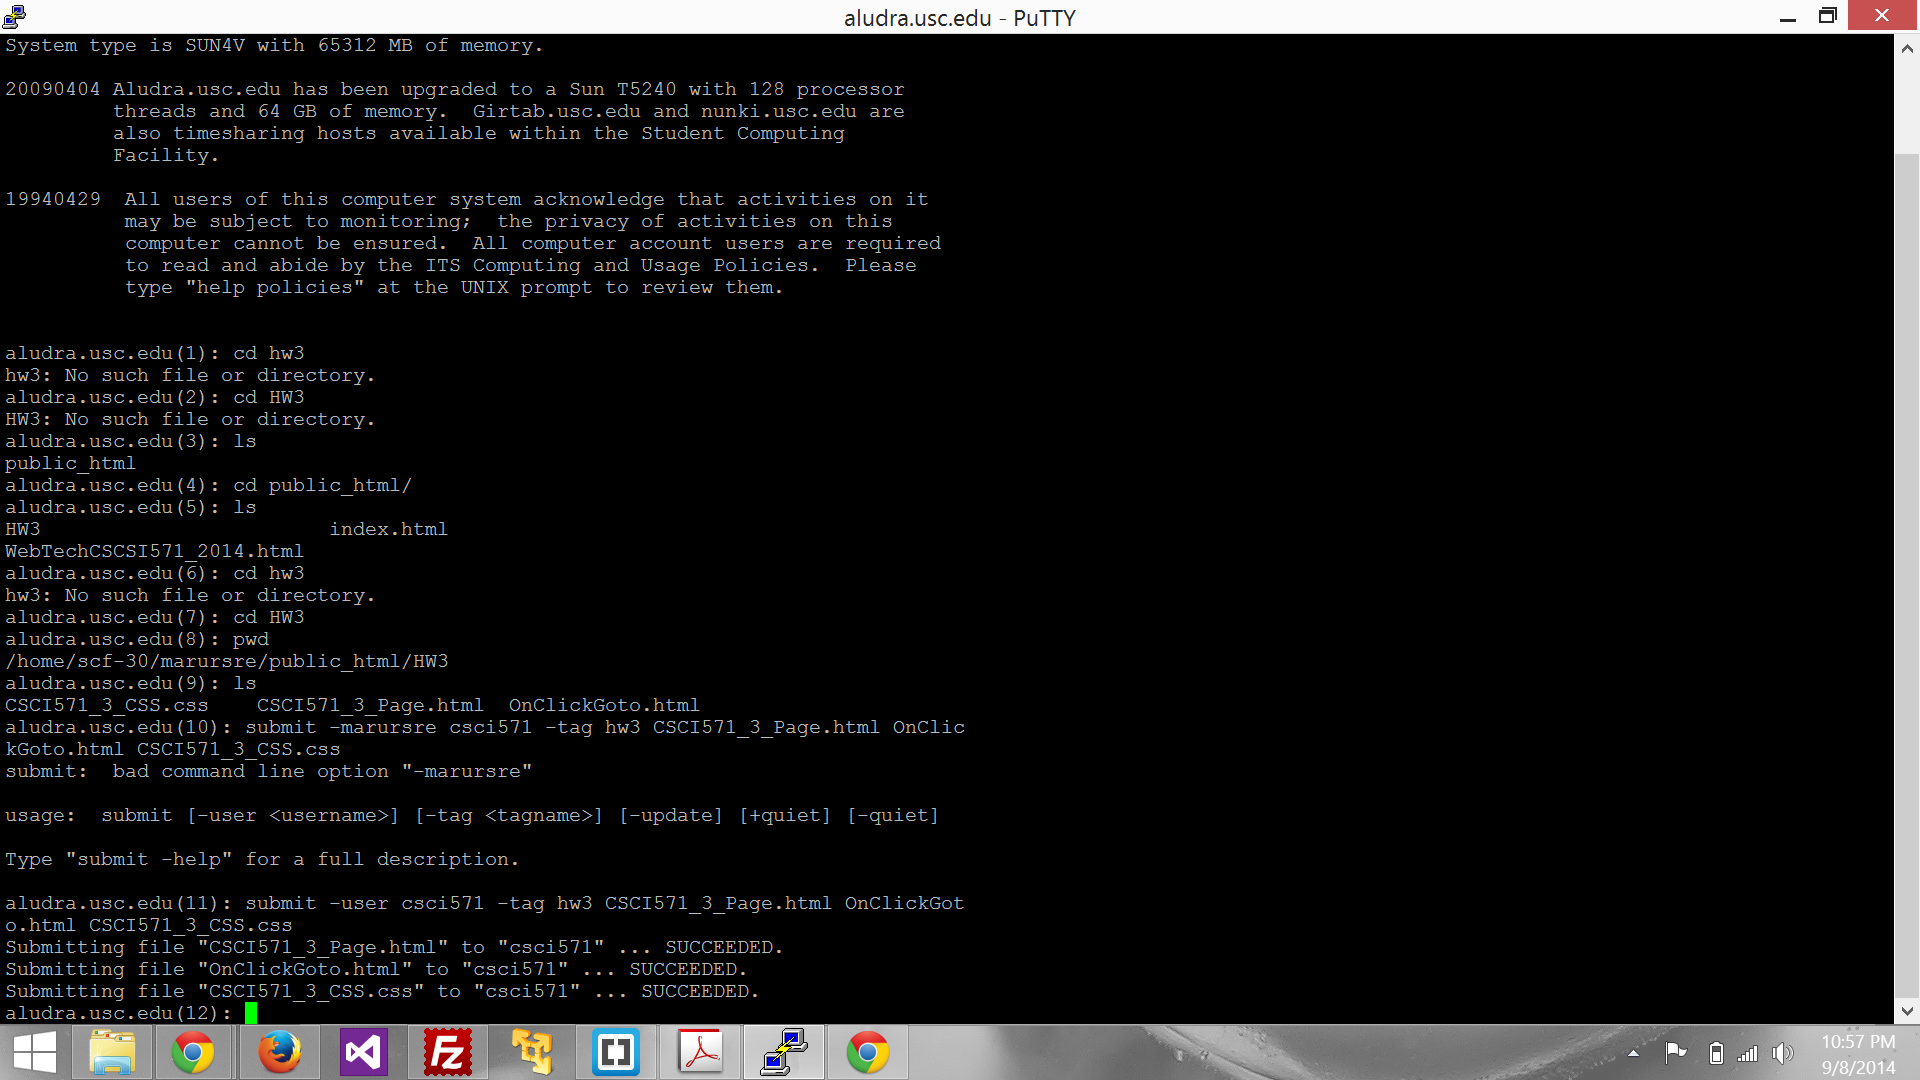 aludra.usc.edu - PuTTY
System type is SUN4V with 65312 MB of memory.
20090404 Aludra.usc.edu has been upgraded to a Sun T5240 with 128 processor
threads and 64 GB of memory.  Girtab.usc.edu and nunki.usc.edu are
also timesharing hosts available within the Student Computing
Facility.
19940429  All users of this computer system acknowledge that activities on it
may be subject to monitoring;  the privacy of activities on this
computer cannot be ensured.  All computer account users are required
to read and abide by the ITS Computing and Usage Policies.  Please
type "help policies" at the UNIX prompt to review them.
aludra.usc.edu(1): cd hw3
hw3: No such file or directory.
aludra.usc.edu(2): cd HW3
HW3: No such file or directory.
aludra.usc.edu(3): ls
public_html
aludra.usc.edu(4): cd public_html/
aludra.usc.edu(5): ls
HW3                        index.html
WebTechCSCSI571_2014.html
aludra.usc.edu(6): cd hw3
hw3: No such file or directory.
aludra.usc.edu(7): cd HW3
aludra.usc.edu(8): pwd
/home/scf-30/marursre/public_html/HW3
aludra.usc.edu(9): ls
CSCI571_3_CSS.css    CSCI571_3_Page.html  OnClickGoto.html
aludra.usc.edu(10): submit -marursre csci571 -tag hw3 CSCI571_3_Page.html OnClic
kGoto.html CSCI571_3_CSS.css
submit:  bad command line option "-marursre"
usage:  submit [-user <username>] [-tag <tagname>] [-update] [+quiet] [-quiet]
Type "submit -help" for a full description.
aludra.usc.edu(11): submit -user csci571 -tag hw3 CSCI571_3_Page.html OnClickGot
o.html CSCI571_3_CSS.css
Submitting file "CSCI571_3_Page.html" to "csci571" ... SUCCEEDED.
Submitting file "OnClickGoto.html" to "csci571" ... SUCCEEDED.
Submitting file "CSCI571_3_CSS.css" to "csci571" ... SUCCEEDED.
aludra.usc.edu(12):
Fz
10:57 PM
9/8/2014